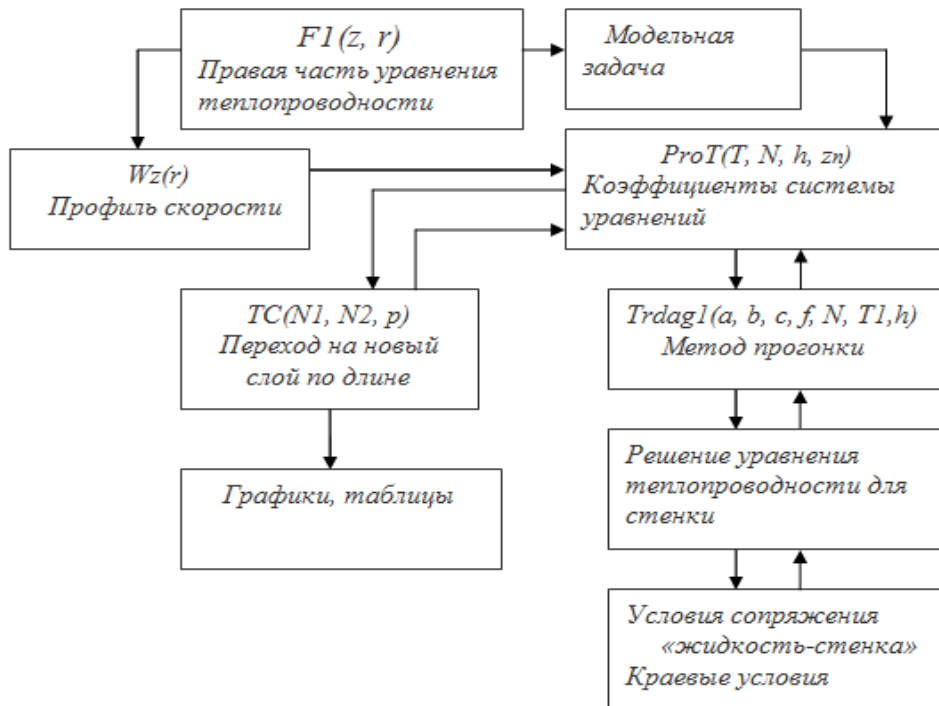 F1(z, r)
Правая часть уравнения
теплопроводности
Модельная
задача
Wz(r)
Профиль скорости
ProT(T, N, h, zn)
Коэффициенты системы
уравнений
TC(N1, N2, p)
Переход на новый
слой по длине
Trdag1(a, b, c, f, N, T1,h)
Метод прогонки
Графики, таблицы
Решение уравнения
теплопроводности для
стенки
Условия сопряжения
«жидкость-стенка»
Краевые условия